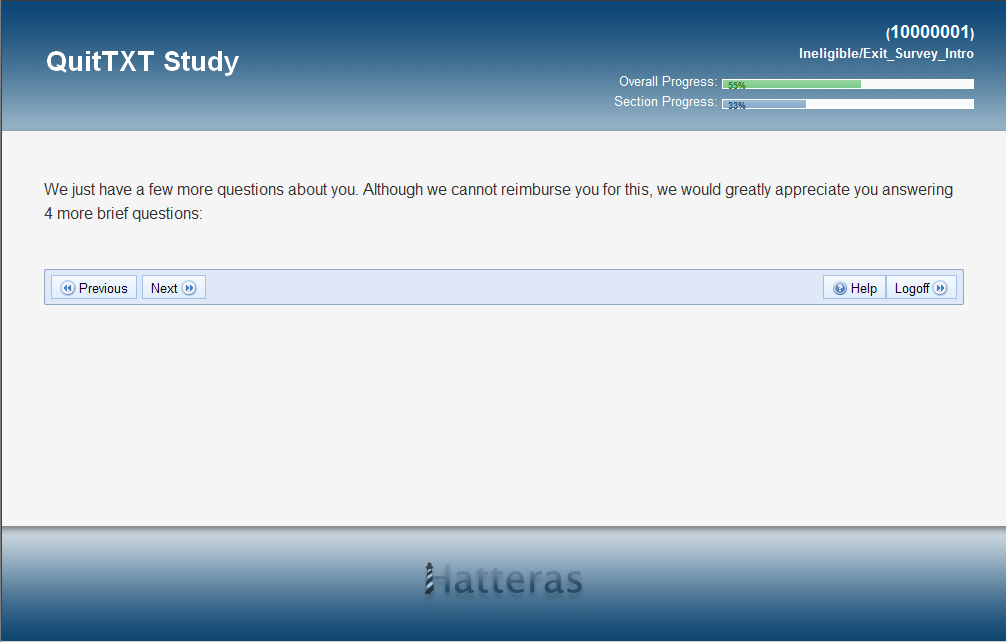 QuitTXT Study
(10000001)
Ineligible/Exit_Survey_Intro
Overall Progress: 55%
Section Progress: 33%
We just have a few more questions about you. Although we cannot reimburse you for this, we would greatly appreciate you answering
4 more brief questions:
Previous Next Help Logoff
Hatteras